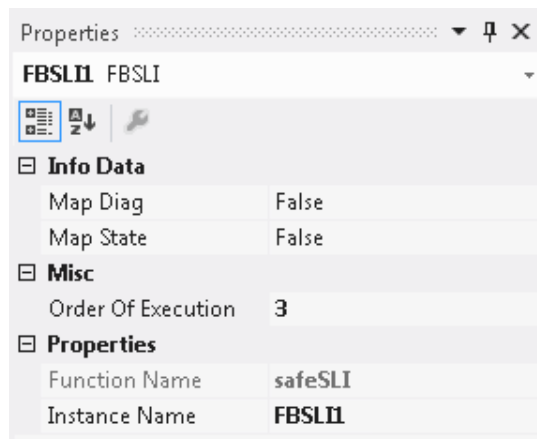 Properties
FBSLI1 FBSLI
Info Data
Map Diag False
Map State False
Misc
Order Of Execution 3
Properties
Function Name safeSLI
Instance Name FBSLI1